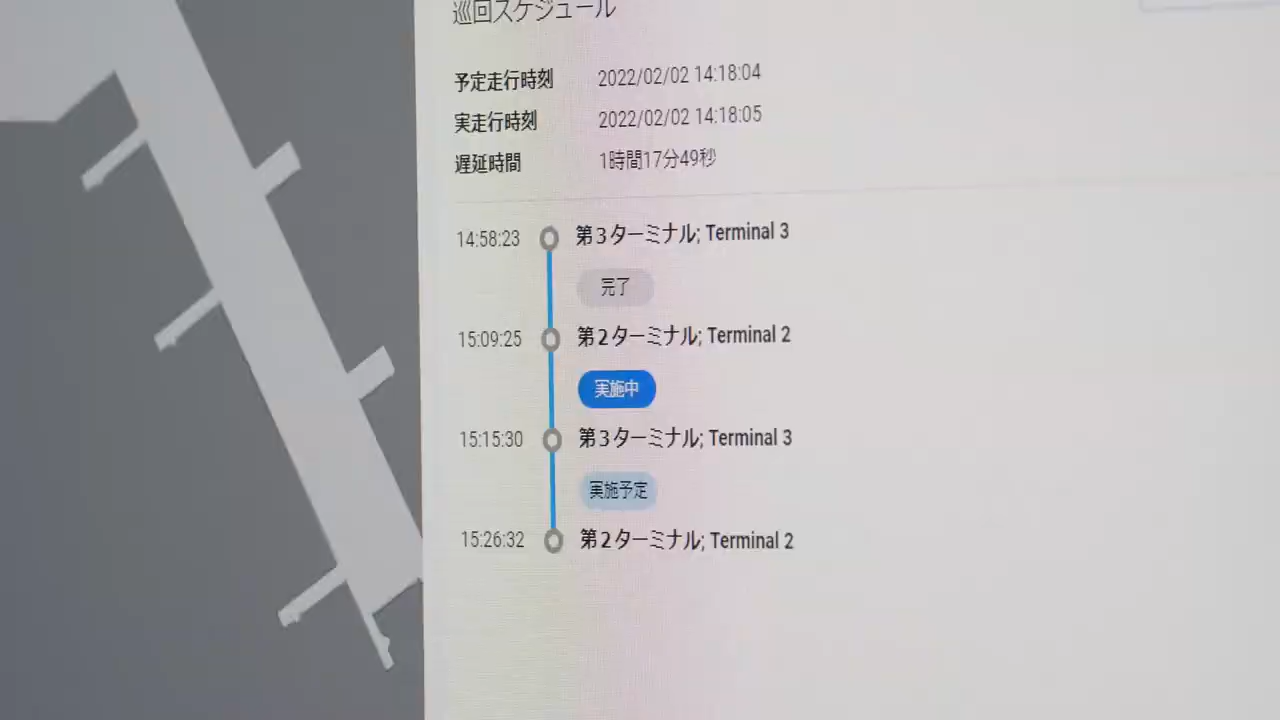 巡回スケジュール
予定走行時刻 2022/02/02 14:18:04
実走行時刻 2022/02/02 14:18:05
遅延時間 1時間17分49秒
14:58:23 第3ターミナル; Terminal 3
完了
15:09:25 第2ターミナル; Terminal 2
実施中
15:15:30 第3ターミナル; Terminal 3
実施予定
15:26:32 第2ターミナル; Terminal 2